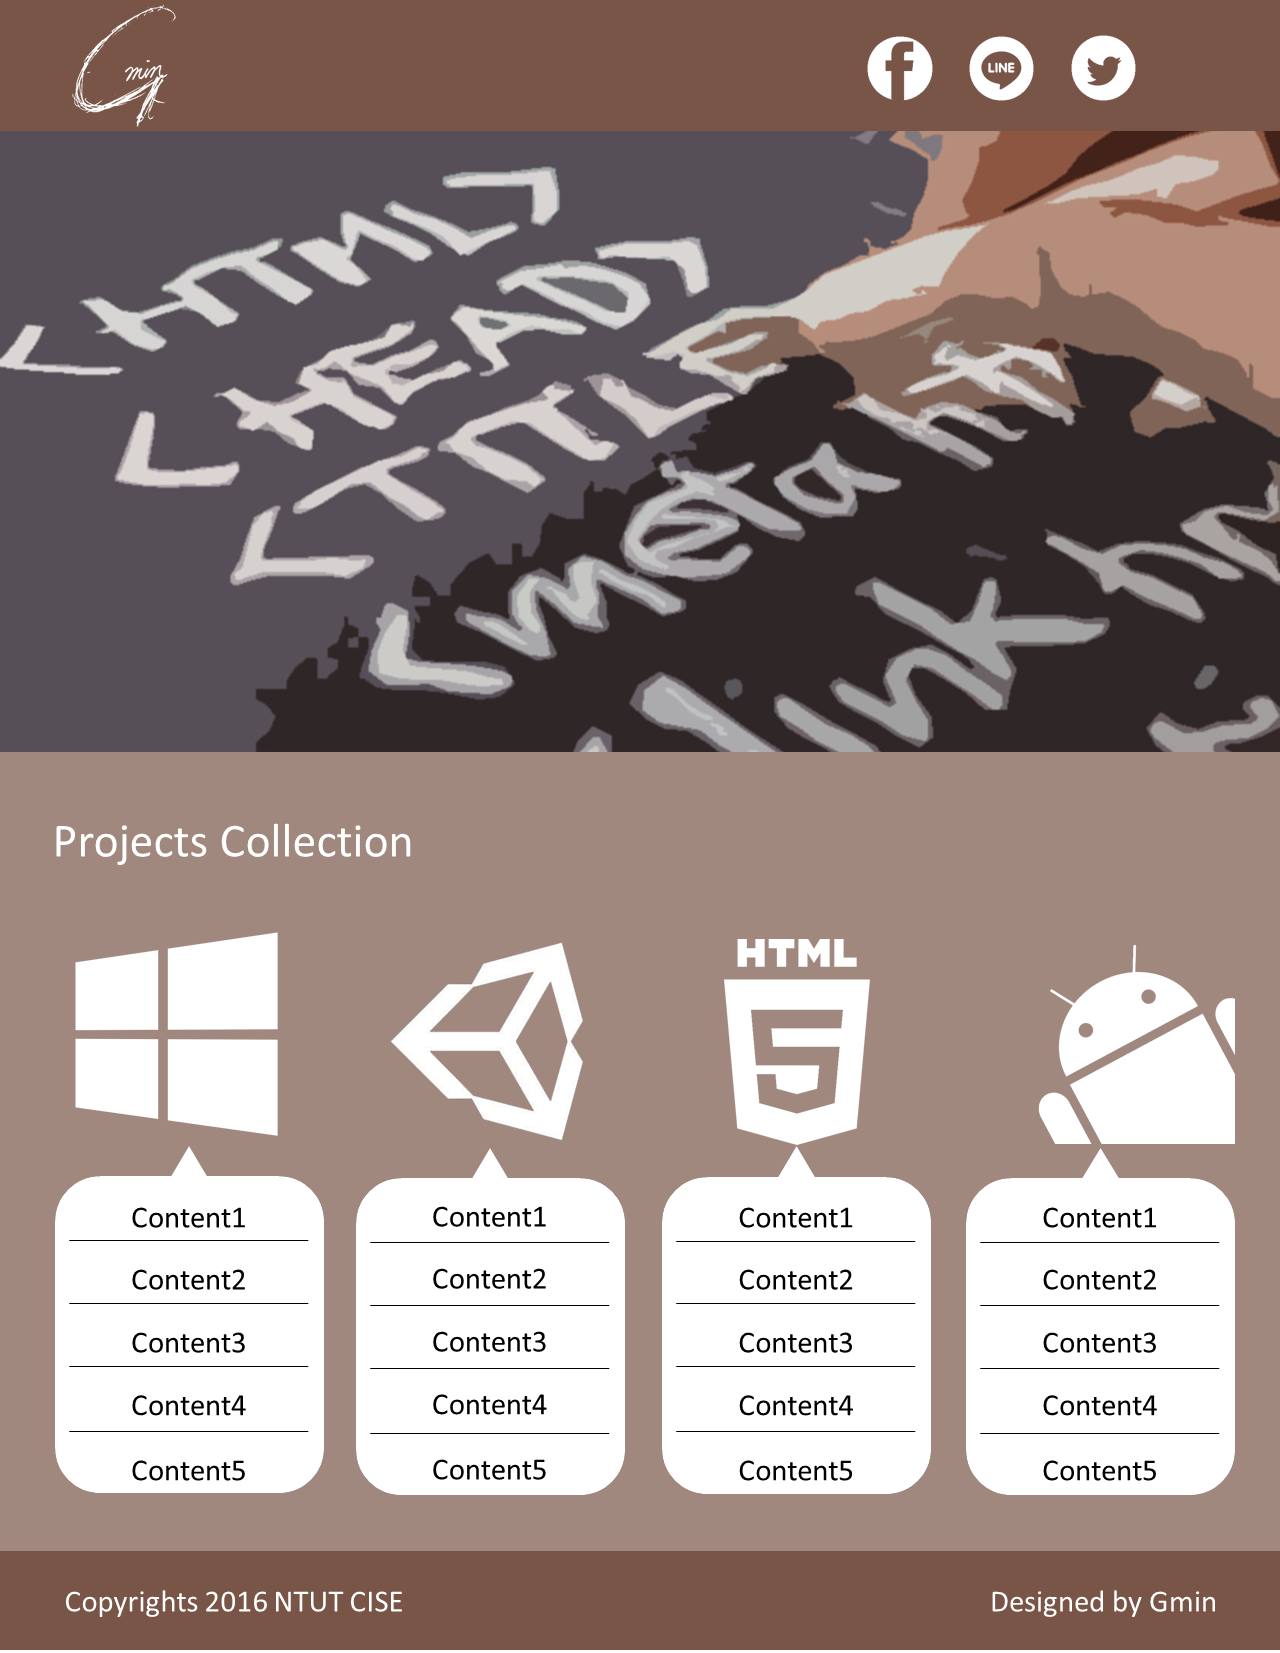 Gmin
LINE
<HTML>
<HEAD>
<TITLE
<meta ht
link hr
Projects Collection
HTML
5
Content1 Content1 Content1 Content1
Content2 Content2 Content2 Content2
Content3 Content3 Content3 Content3
Content4 Content4 Content4 Content4
Content5 Content5 Content5 Content5
Copyrights 2016 NTUT CISE
Designed by Gmin